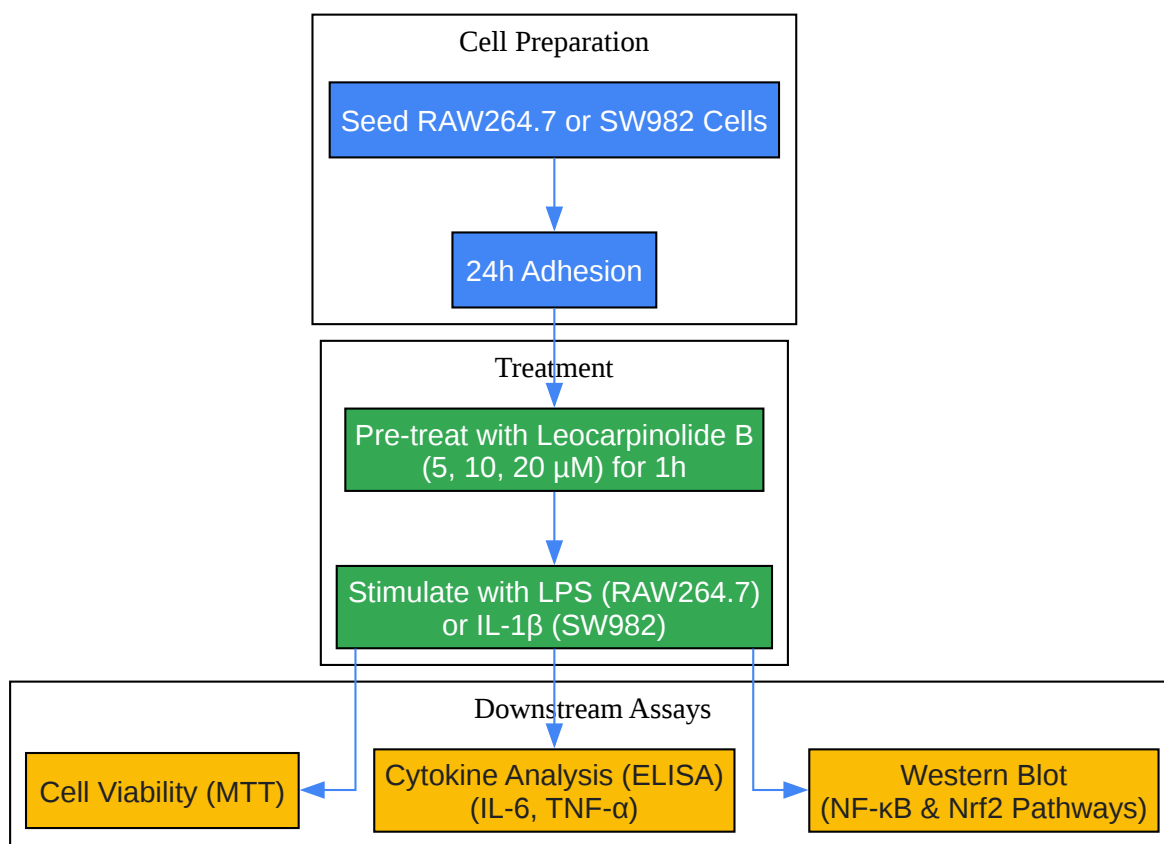 Cell Preparation
Seed RAW264.7 or SW982 Cells
24h Adhesion
Treatment
Pre-treat with Leocarpinolide B
(5, 10, 20 µM) for 1h
Stimulate with LPS (RAW264.7)
or IL-1β (SW982)
Downstream Assays
Cell Viability (MTT)
Cytokine Analysis (ELISA)
(IL-6, TNF-α)
Western Blot
(NF-κB & Nrf2 Pathways)